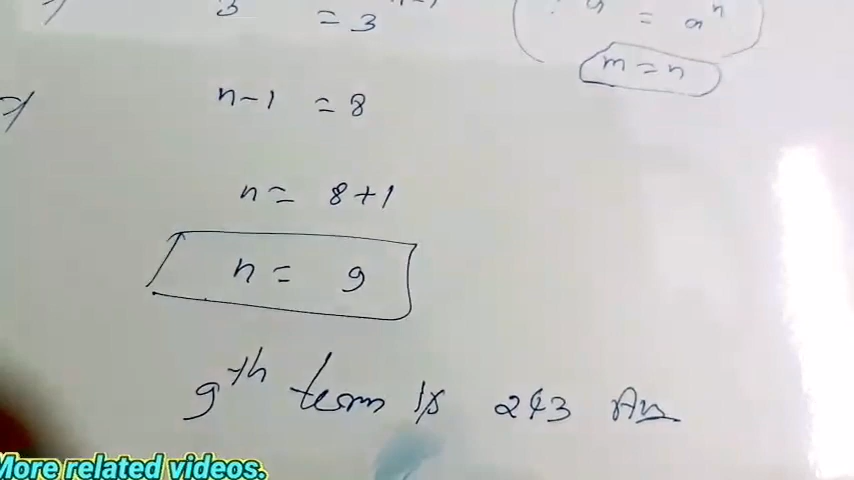 = 3
m = n
n-1 = 8
n = 8+1
n = 9
9th term is 243 Ans
More related videos.